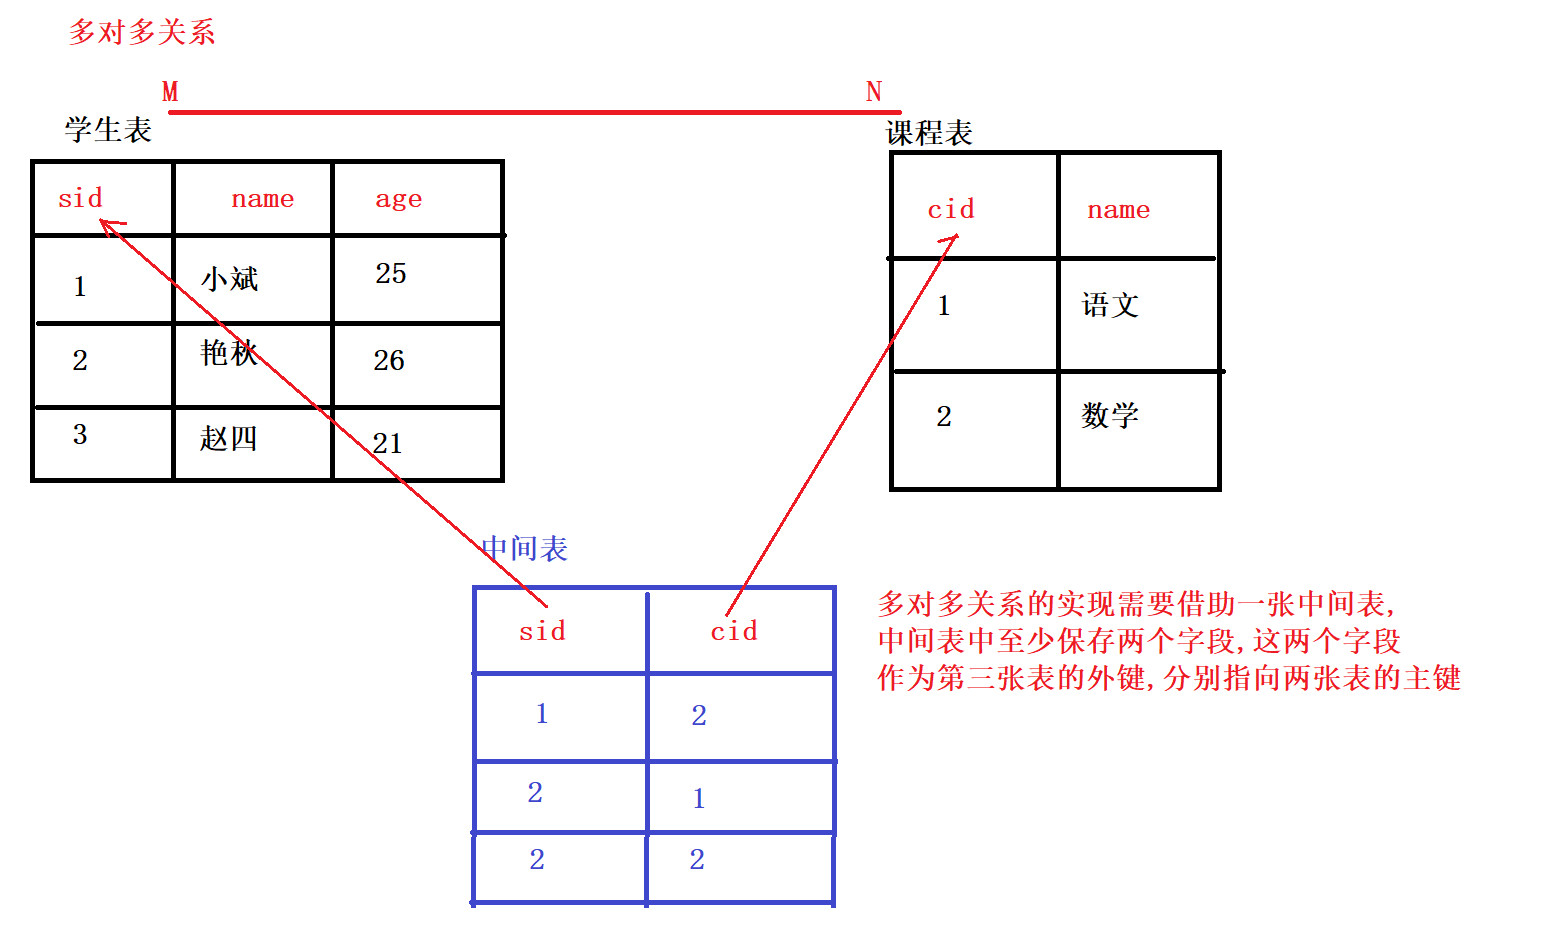 多对多关系
M N
学生表
课程表
sid name age
1 小斌 25
2 艳秋 26
3 赵四 21
cid name
1 语文
2 数学
中间表
sid cid
1 2
2 1
2 2
多对多关系的实现需要借助一张中间表,
中间表中至少保存两个字段,这两个字段
作为第三张表的外键,分别指向两张表的主键